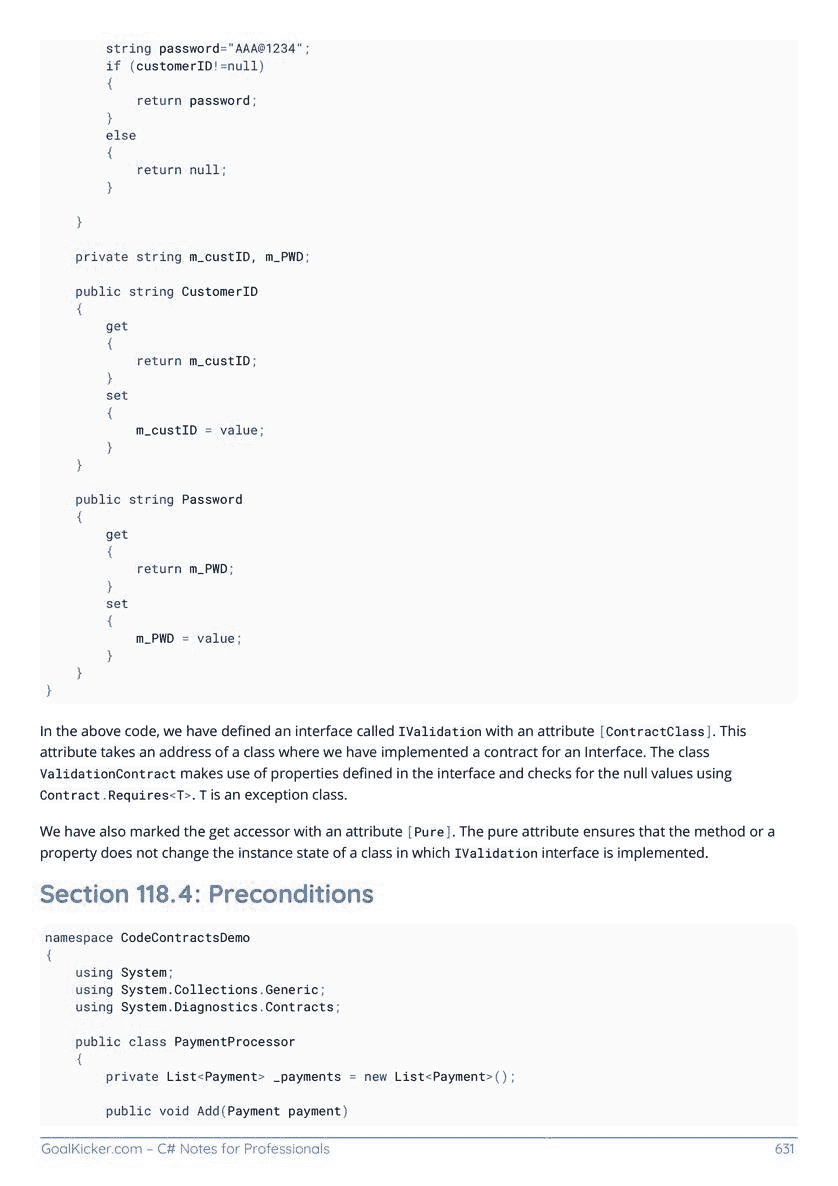 string password="AAA@1234";
        if (customerID!=null)
        {
            return password;
        }
        else
        {
            return null;
        }

    }

    private string m_custID, m_PWD;

    public string CustomerID
    {
        get
        {
            return m_custID;
        }
        set
        {
            m_custID = value;
        }
    }

    public string Password
    {
        get
        {
            return m_PWD;
        }
        set
        {
            m_PWD = value;
        }
    }
}
In the above code, we have defined an interface called IValidation with an attribute [ContractClass]. This
attribute takes an address of a class where we have implemented a contract for an Interface. The class
ValidationContract makes use of properties defined in the interface and checks for the null values using
Contract.Requires<T>. T is an exception class.
We have also marked the get accessor with an attribute [Pure]. The pure attribute ensures that the method or a
property does not change the instance state of a class in which IValidation interface is implemented.
Section 118.4: Preconditions
namespace CodeContractsDemo
{
    using System;
    using System.Collections.Generic;
    using System.Diagnostics.Contracts;

    public class PaymentProcessor
    {
        private List<Payment> _payments = new List<Payment>();

        public void Add(Payment payment)
GoalKicker.com – C# Notes for Professionals 631